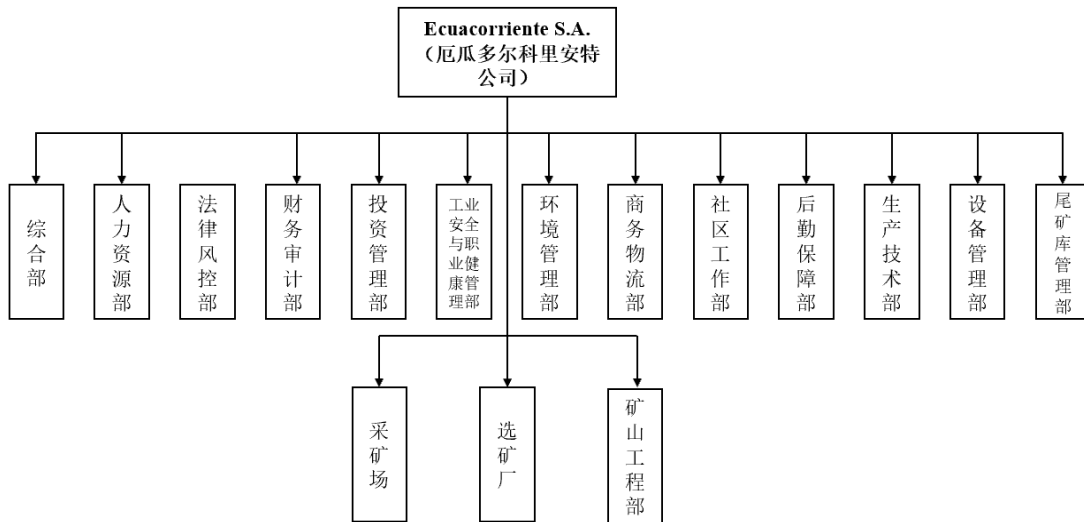 Ecuacorriente S.A.
（厄瓜多尔科里安特
公司）
综合部
人力资源部
法律风控部
财务审计部
投资管理部
工业安全与职业健康管理部
环境管理部
商务物流部
社区工作部
后勤保障部
生产技术部
设备管理部
尾矿库管理部
采矿场
选矿厂
矿山工程部